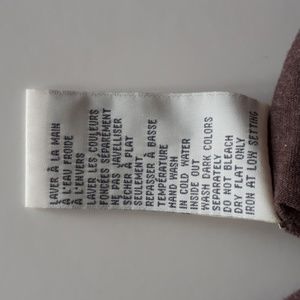 LAVER À LA MAIN
À L'EAU FROIDE
À L'ENVERS
LAVER LES COULEURS
FONCÉES SÉPARÉMENT
NE PAS JAVELLISER
SÉCHER À PLAT
SEULEMENT
REPASSER À BASSE
TEMPÉRATURE
HAND WASH
IN COLD WATER
INSIDE OUT
WASH DARK COLORS
SEPARATELY
DO NOT BLEACH
DRY FLAT ONLY
IRON AT LOW SETTING